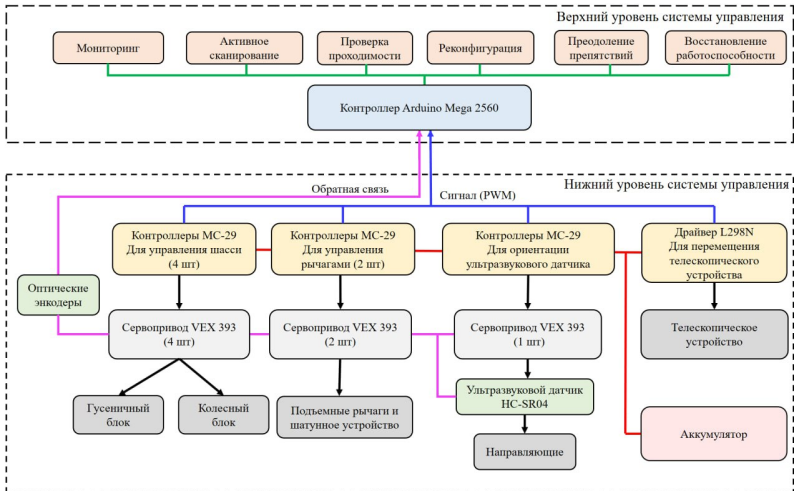 Верхний уровень системы управления
Мониторинг
Активное
сканирование
Проверка
проходимости
Реконфигурация
Преодоление
препятствий
Восстановление
работоспособности
Контроллер Arduino Mega 2560
Обратная связь
Сигнал (PWM)
Нижний уровень системы управления
Контроллеры MC-29
Для управления шасси
(4 шт)
Контроллеры MC-29
Для управления
рычагами (2 шт)
Контроллеры MC-29
Для ориентации
ультразвукового датчика
Драйвер L298N
Для перемещения
телескопического
устройства
Оптические
энкодеры
Сервопривод VEX 393
(4 шт)
Сервопривод VEX 393
(2 шт)
Сервопривод VEX 393
(1 шт)
Телескопическое
устройство
Гусеничный
блок
Колесный
блок
Подъемные рычаги и
шатунное устройство
Ультразвуковой датчик
HC-SR04
Направляющие
Аккумулятор